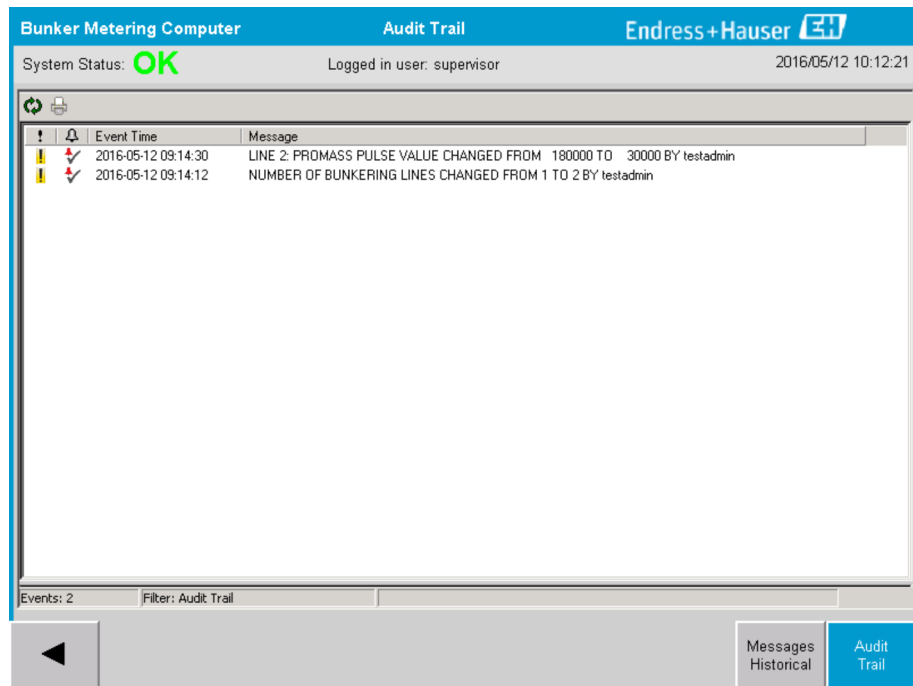 Bunker Metering Computer Audit Trail Endress+Hauser EH
System Status: OK Logged in user: supervisor 2016/05/12 10:12:21
! Event Time Message
! 2016-05-12 09:14:30 LINE 2: PROMASS PULSE VALUE CHANGED FROM 180000 TO 30000 BY testadmin
! 2016-05-12 09:14:12 NUMBER OF BUNKERING LINES CHANGED FROM 1 TO 2 BY testadmin
Events: 2 Filter: Audit Trail
Messages Audit
Historical Trail